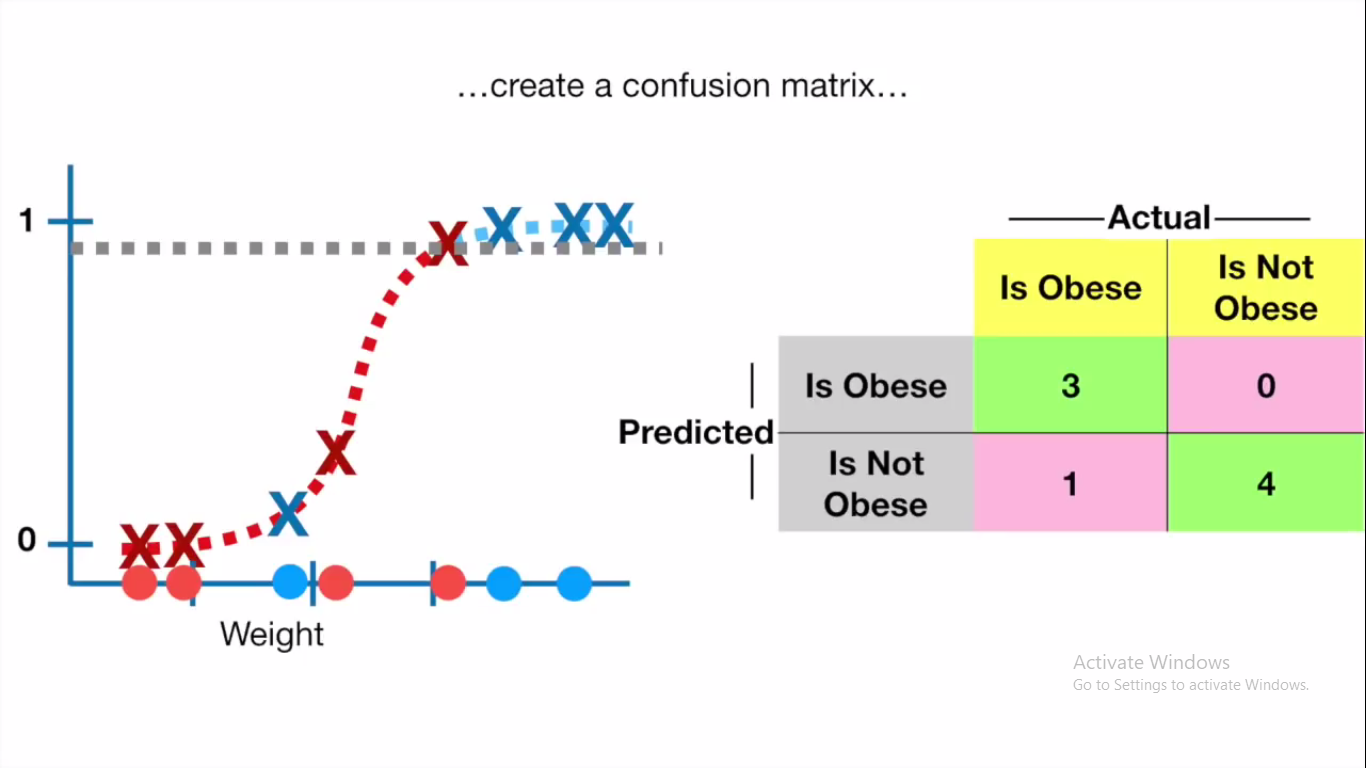 ...create a confusion matrix...
1
0
Weight
Actual
Is Obese
Is Not
Obese
Predicted
Is Obese
3
0
Is Not
Obese
1
4
Activate Windows
Go to Settings to activate Windows.